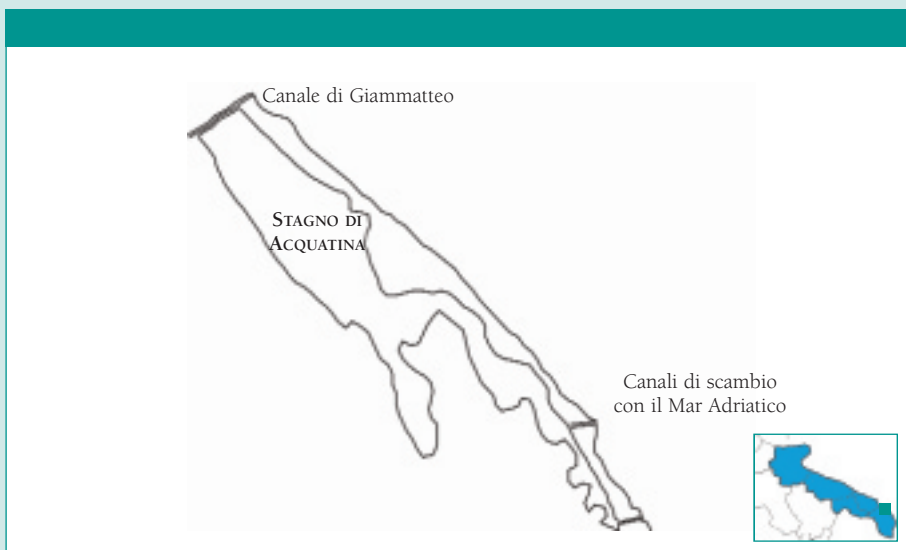 Canale di Giammatteo
STAGNO DI
ACQUATINA
Canali di scambio
con il Mar Adriatico